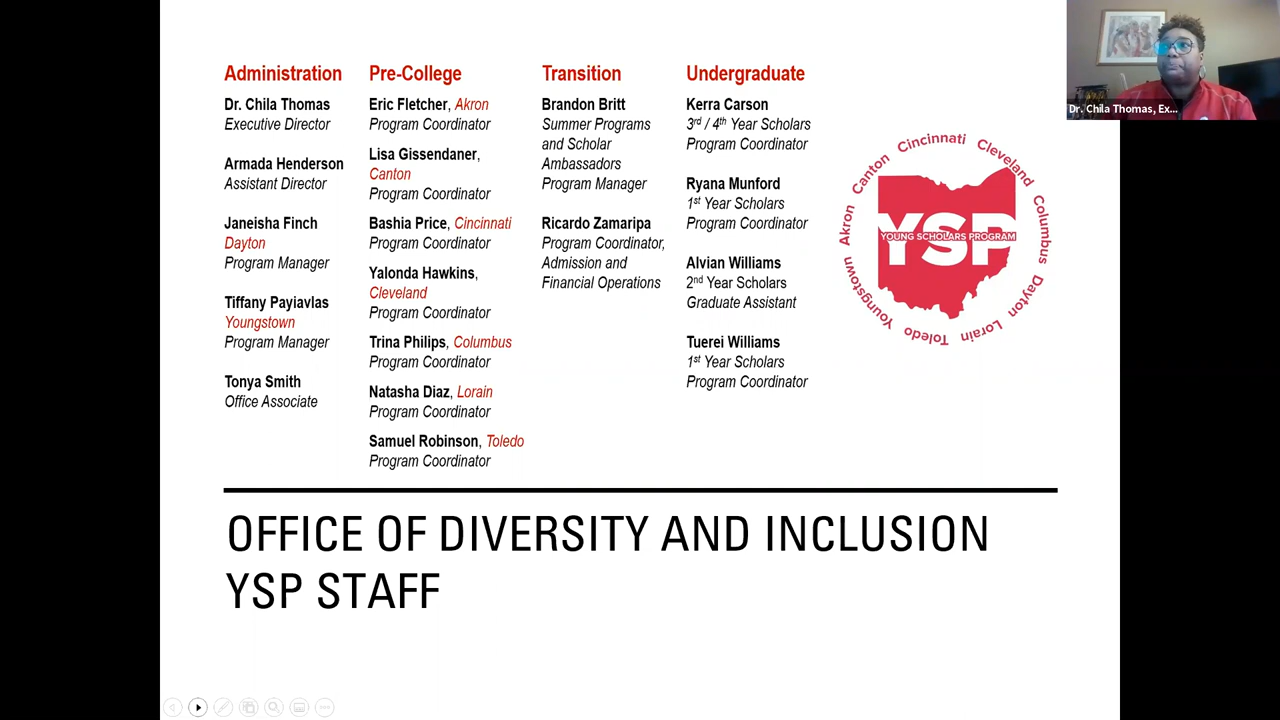 Administration
Dr. Chila Thomas
Executive Director
Armada Henderson
Assistant Director
Janeisha Finch
Dayton
Program Manager
Tiffany Payiavlas
Youngstown
Program Manager
Tonya Smith
Office Associate
Pre-College
Eric Fletcher, Akron
Program Coordinator
Lisa Gissendaner,
Canton
Program Coordinator
Bashia Price, Cincinnati
Program Coordinator
Yalonda Hawkins,
Cleveland
Program Coordinator
Trina Philips, Columbus
Program Coordinator
Natasha Diaz, Lorain
Program Coordinator
Samuel Robinson, Toledo
Program Coordinator
Transition
Brandon Britt
Summer Programs
and Scholar
Ambassadors
Program Manager
Ricardo Zamaripa
Program Coordinator,
Admission and
Financial Operations
Undergraduate
Kerra Carson
3rd / 4th Year Scholars
Program Coordinator
Ryana Munford
1st Year Scholars
Program Coordinator
Alvian Williams
2nd Year Scholars
Graduate Assistant
Tuerei Williams
1st Year Scholars
Program Coordinator
Akron Canton Cincinnati Cleveland Columbus Dayton Lorain Toledo Youngstown
YSP
YOUNG SCHOLARS PROGRAM
Dr. Chila Thomas, Ex...
OFFICE OF DIVERSITY AND INCLUSION
YSP STAFF